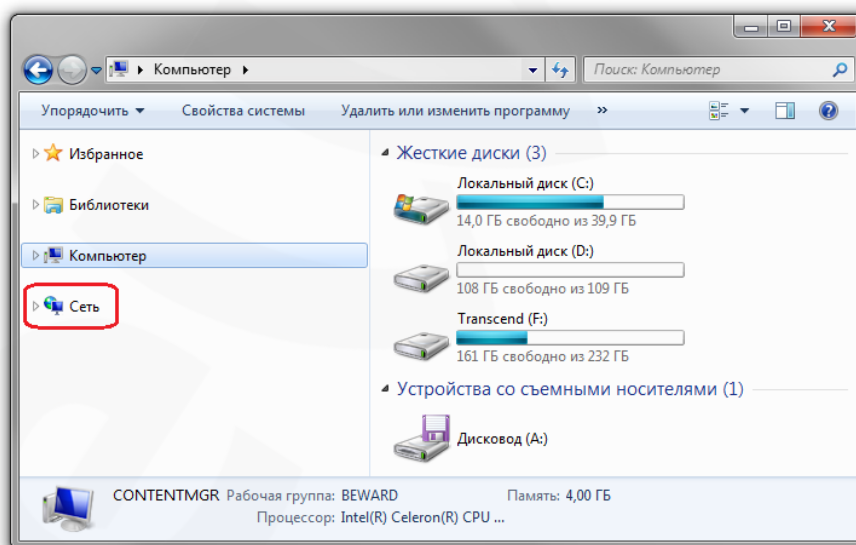 Компьютер
Поиск: Компьютер
Упорядочить Свойства системы Удалить или изменить программу »
Избранное
Библиотеки
Компьютер
Сеть
Жесткие диски (3)
Локальный диск (C:)
14,0 ГБ свободно из 39,9 ГБ
Локальный диск (D:)
108 ГБ свободно из 109 ГБ
Transcend (F:)
161 ГБ свободно из 232 ГБ
Устройства со съемными носителями (1)
Дисковод (A:)
CONTENTMGR Рабочая группа: BEWARD Память: 4,00 ГБ
Процессор: Intel(R) Celeron(R) CPU ...